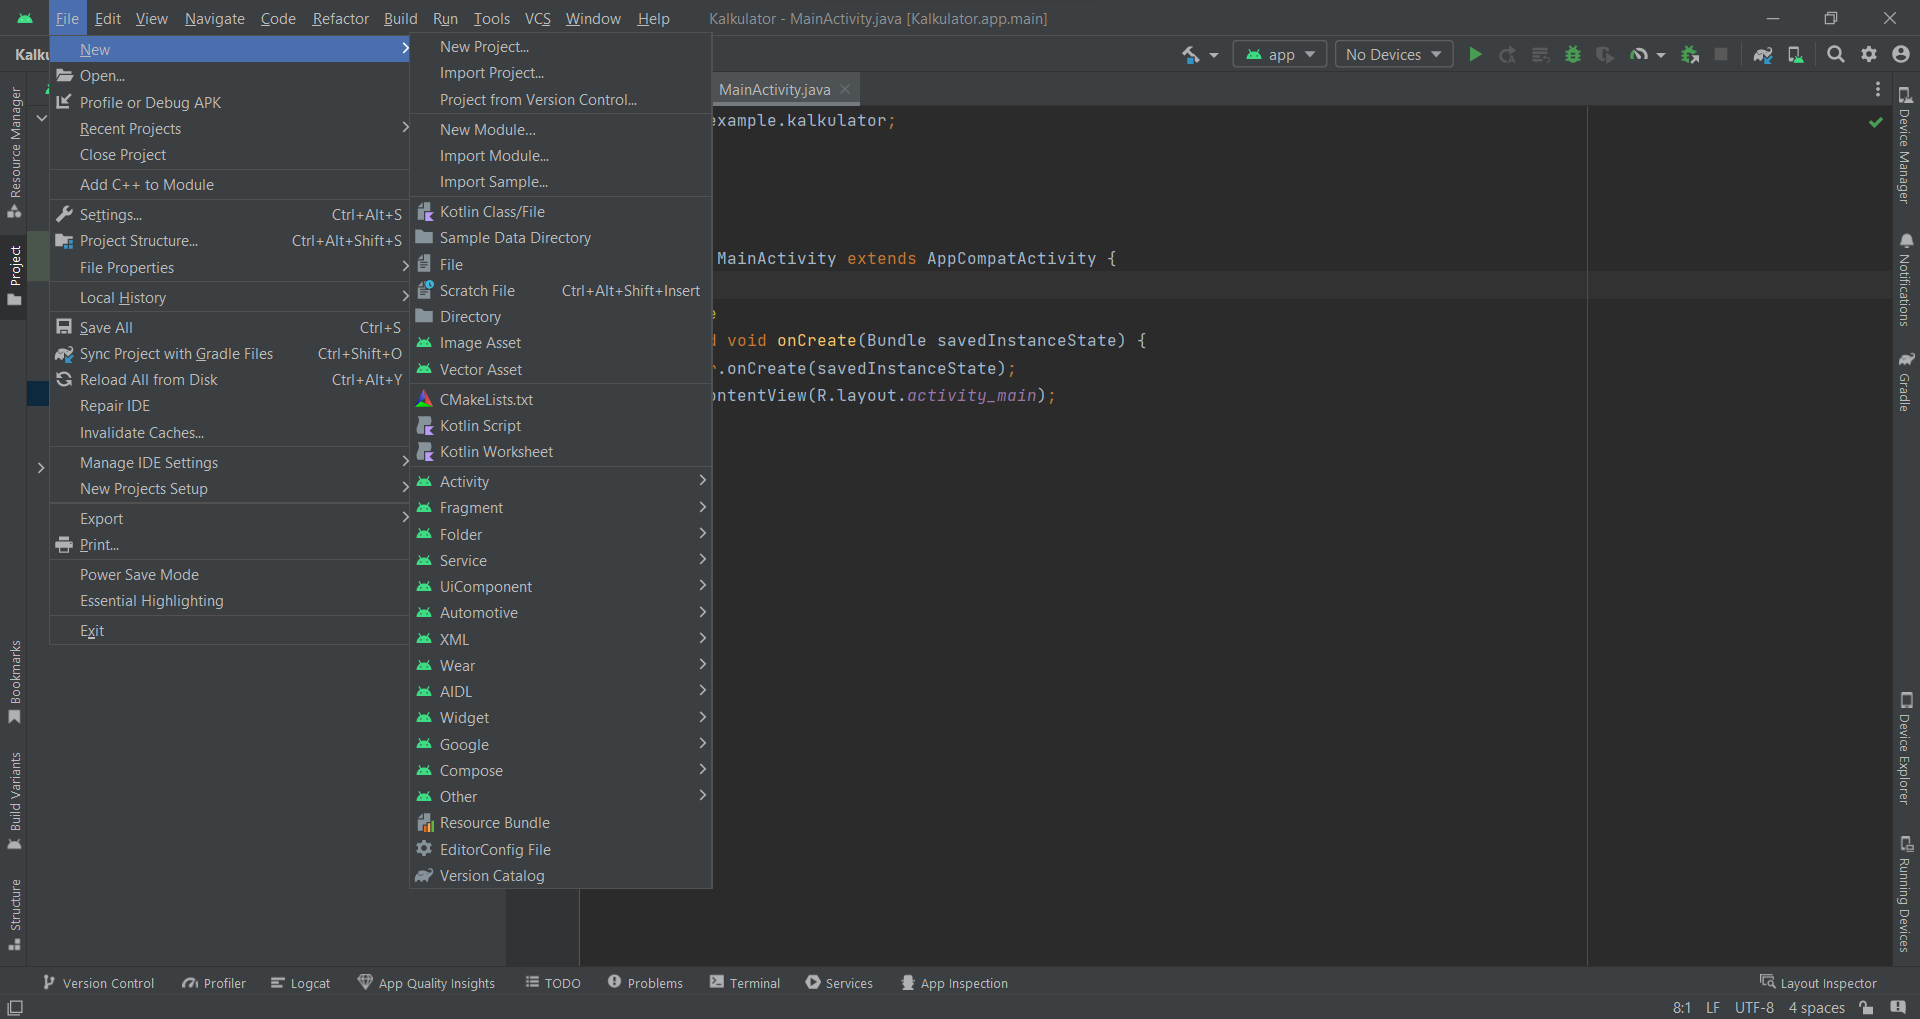 File Edit View Navigate Code Refactor Build Run Tools VCS Window Help Kalkulator - MainActivity.java [Kalkulator.app.main]
Kalku
app No Devices
New
Open...
Profile or Debug APK
Recent Projects
Close Project
Add C++ to Module
Settings... Ctrl+Alt+S
Project Structure... Ctrl+Alt+Shift+S
File Properties
Local History
Save All Ctrl+S
Sync Project with Gradle Files Ctrl+Shift+O
Reload All from Disk Ctrl+Alt+Y
Repair IDE
Invalidate Caches...
Manage IDE Settings
New Projects Setup
Export
Print...
Power Save Mode
Essential Highlighting
Exit
New Project...
Import Project...
Project from Version Control...
New Module...
Import Module...
Import Sample...
Kotlin Class/File
Sample Data Directory
File
Scratch File Ctrl+Alt+Shift+Insert
Directory
Image Asset
Vector Asset
CMakeLists.txt
Kotlin Script
Kotlin Worksheet
Activity
Fragment
Folder
Service
UiComponent
Automotive
XML
Wear
AIDL
Widget
Google
Compose
Other
Resource Bundle
EditorConfig File
Version Catalog
MainActivity.java
example.kalkulator;
MainActivity extends AppCompatActivity {
e
d void onCreate(Bundle savedInstanceState) {
r.onCreate(savedInstanceState);
ontentView(R.layout.activity_main);
Resource Manager
Project
Bookmarks
Build Variants
Structure
Device Manager
Notifications
Gradle
Device Explorer
Running Devices
Version Control Profiler Logcat App Quality Insights TODO Problems Terminal Services App Inspection Layout Inspector
8:1 LF UTF-8 4 spaces